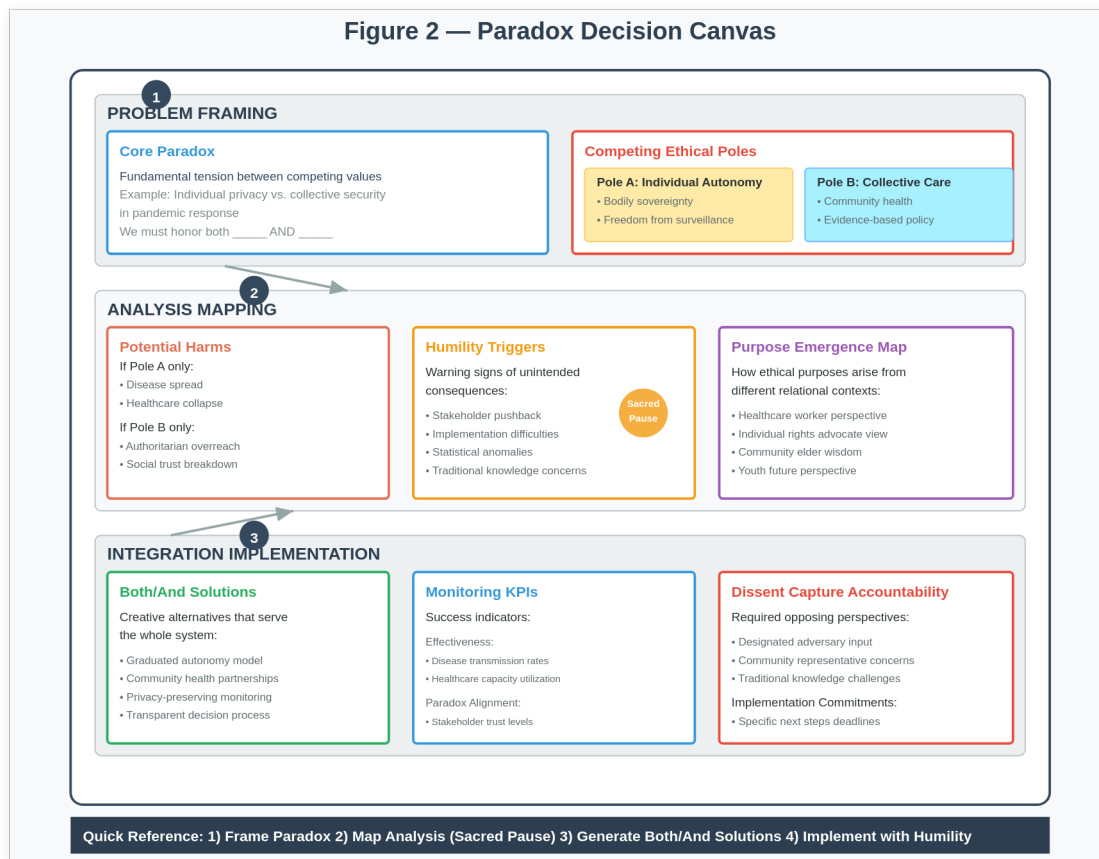 Figure 2 — Paradox Decision Canvas
1
PROBLEM FRAMING
Core Paradox
Fundamental tension between competing values
Example: Individual privacy vs. collective security
in pandemic response
We must honor both _____ AND _____
Competing Ethical Poles
Pole A: Individual Autonomy
• Bodily sovereignty
• Freedom from surveillance
Pole B: Collective Care
• Community health
• Evidence-based policy
2
ANALYSIS MAPPING
Potential Harms
If Pole A only:
• Disease spread
• Healthcare collapse
If Pole B only:
• Authoritarian overreach
• Social trust breakdown
Humility Triggers
Warning signs of unintended
consequences:
• Stakeholder pushback
• Implementation difficulties
• Statistical anomalies
• Traditional knowledge concerns
Sacred
Pause
Purpose Emergence Map
How ethical purposes arise from
different relational contexts:
• Healthcare worker perspective
• Individual rights advocate view
• Community elder wisdom
• Youth future perspective
3
INTEGRATION IMPLEMENTATION
Both/And Solutions
Creative alternatives that serve
the whole system:
• Graduated autonomy model
• Community health partnerships
• Privacy-preserving monitoring
• Transparent decision process
Monitoring KPIs
Success indicators:
Effectiveness:
• Disease transmission rates
• Healthcare capacity utilization
Paradox Alignment:
• Stakeholder trust levels
Dissent Capture Accountability
Required opposing perspectives:
• Designated adversary input
• Community representative concerns
• Traditional knowledge challenges
Implementation Commitments:
• Specific next steps deadlines
Quick Reference: 1) Frame Paradox 2) Map Analysis (Sacred Pause) 3) Generate Both/And Solutions 4) Implement with Humility